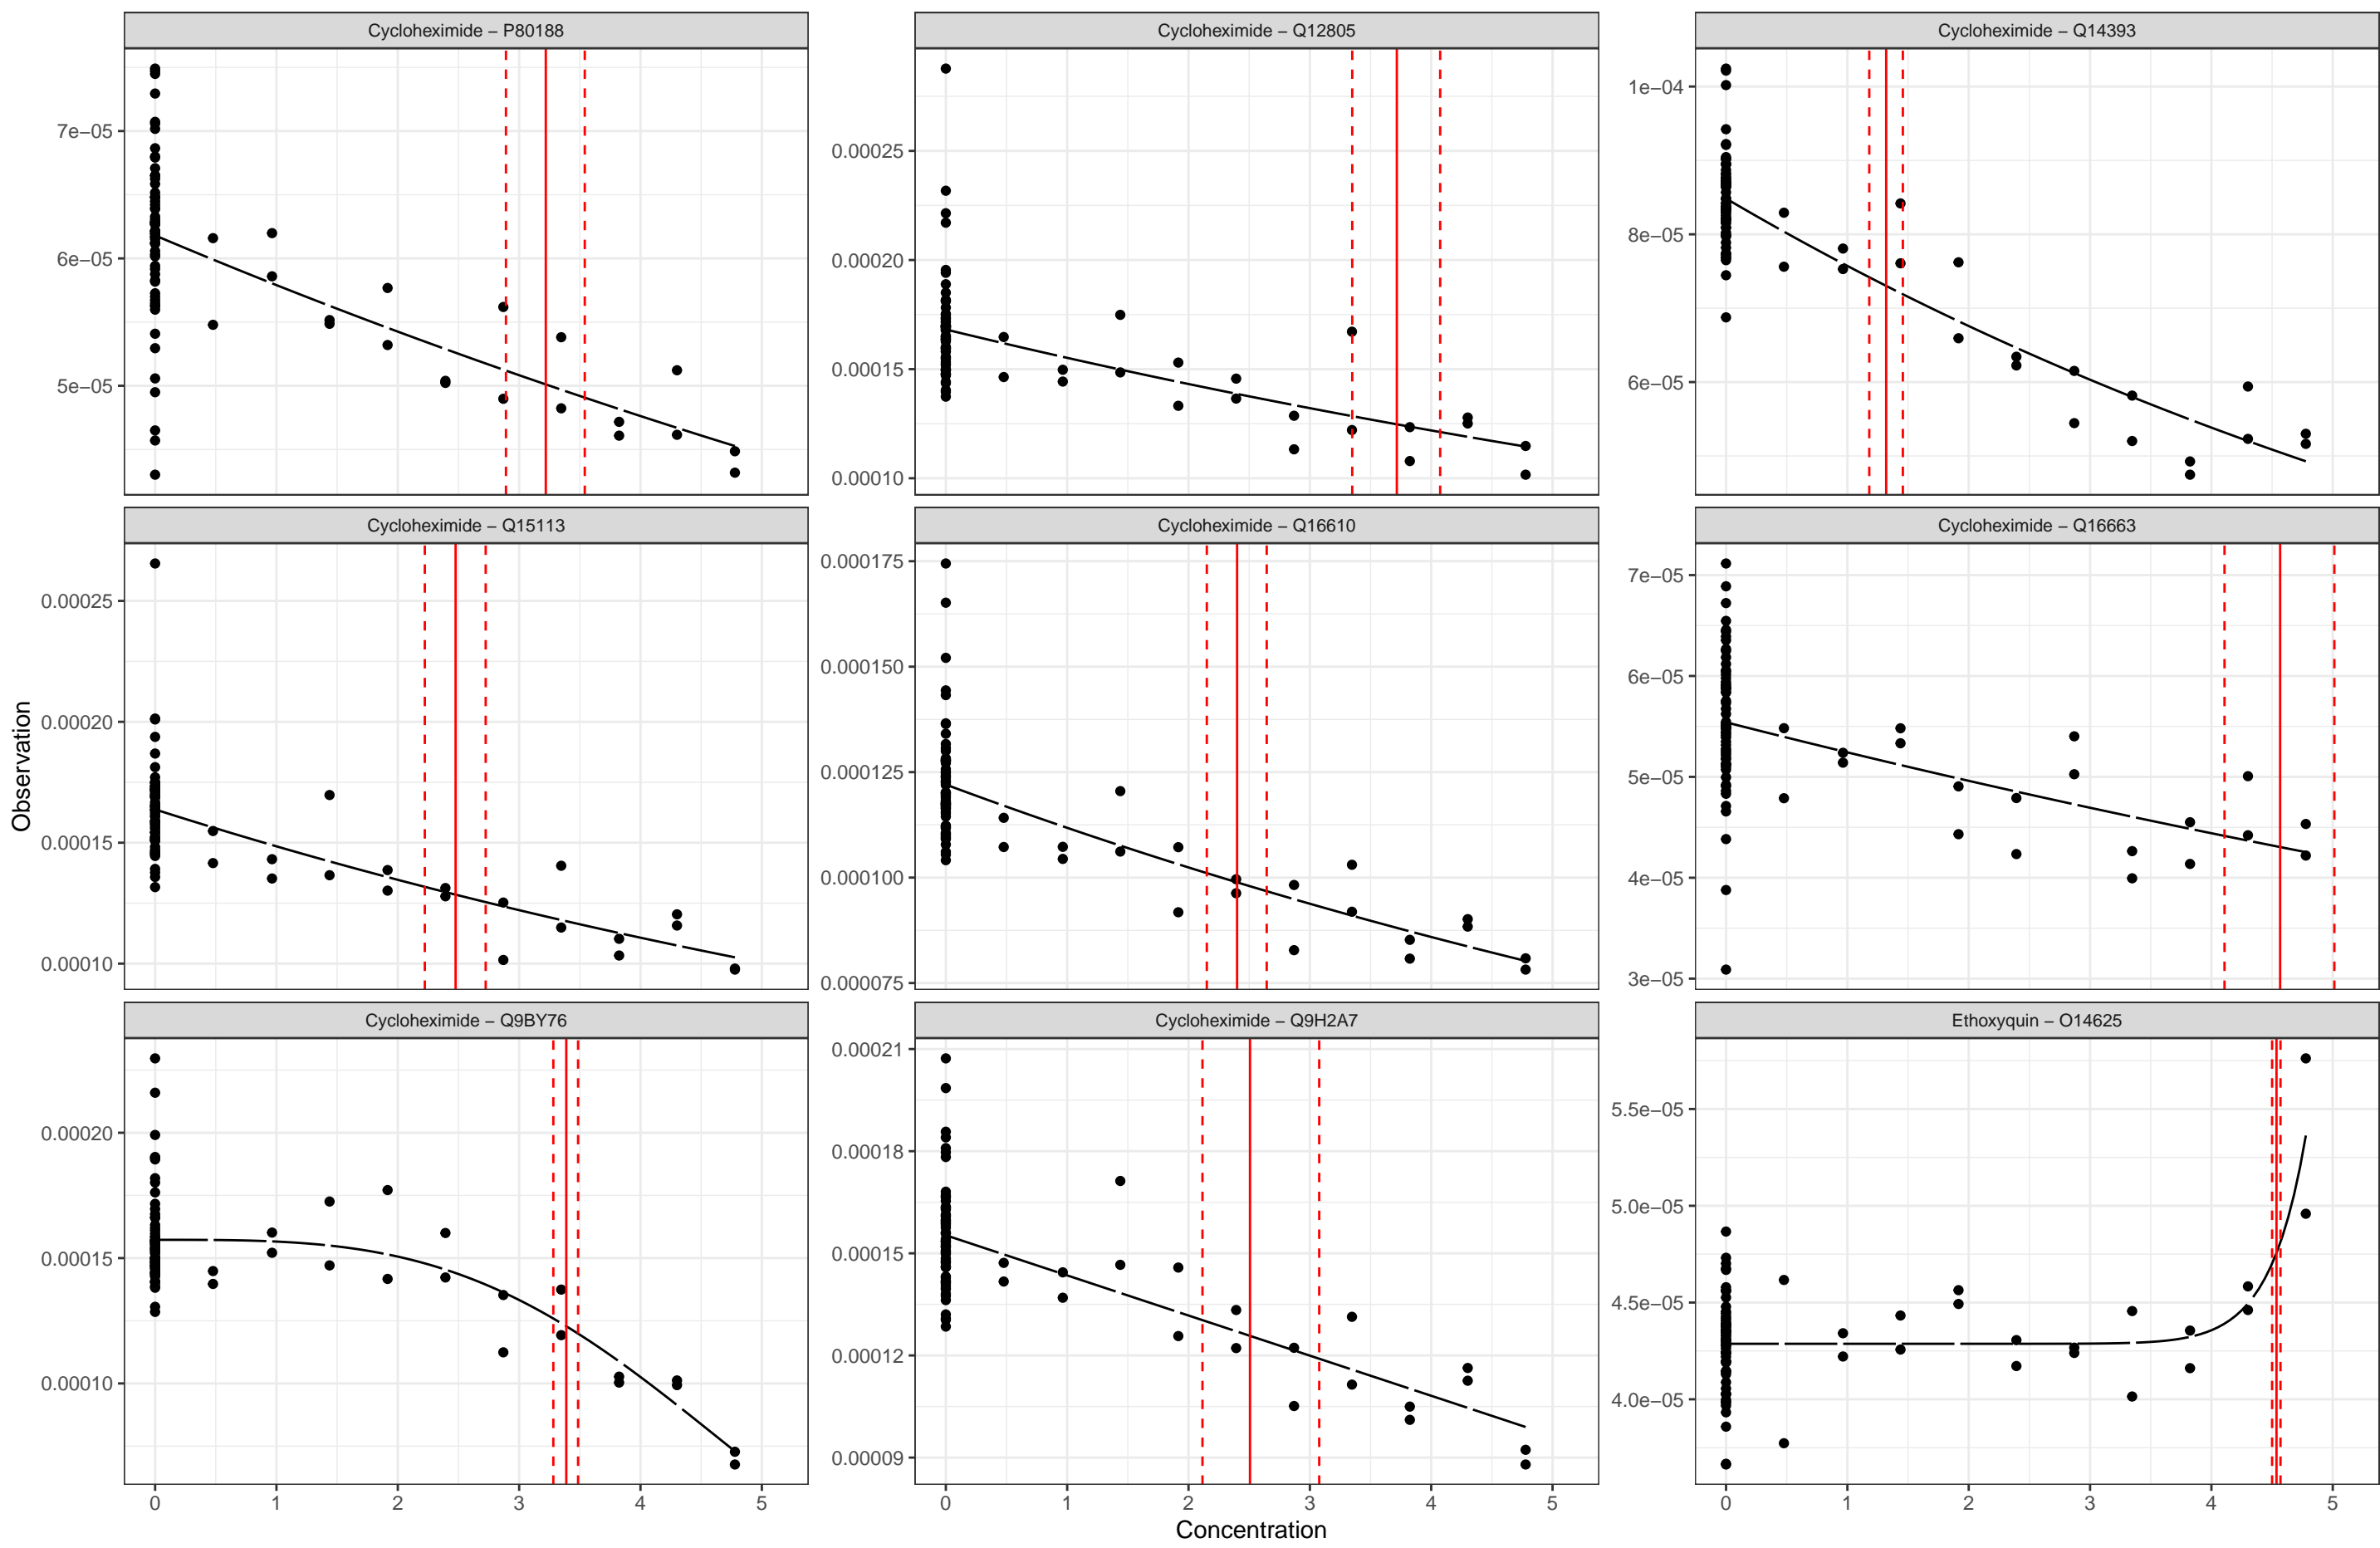 Cycloheximide – P80188
Cycloheximide – Q12805
Cycloheximide – Q14393
7e−05
6e−05
5e−05
0.00025
0.00020
0.00015
0.00010
1e−04
8e−05
6e−05
Cycloheximide – Q15113
Cycloheximide – Q16610
Cycloheximide – Q16663
0.00025
0.00020
0.00015
0.00010
0.000175
0.000150
0.000125
0.000100
0.000075
7e−05
6e−05
5e−05
4e−05
3e−05
Observation
Cycloheximide – Q9BY76
Cycloheximide – Q9H2A7
Ethoxyquin – O14625
0.00020
0.00015
0.00010
0.00021
0.00018
0.00015
0.00012
0.00009
5.5e−05
5.0e−05
4.5e−05
4.0e−05
0 1 2 3 4 5
0 1 2 3 4 5
0 1 2 3 4 5
Concentration